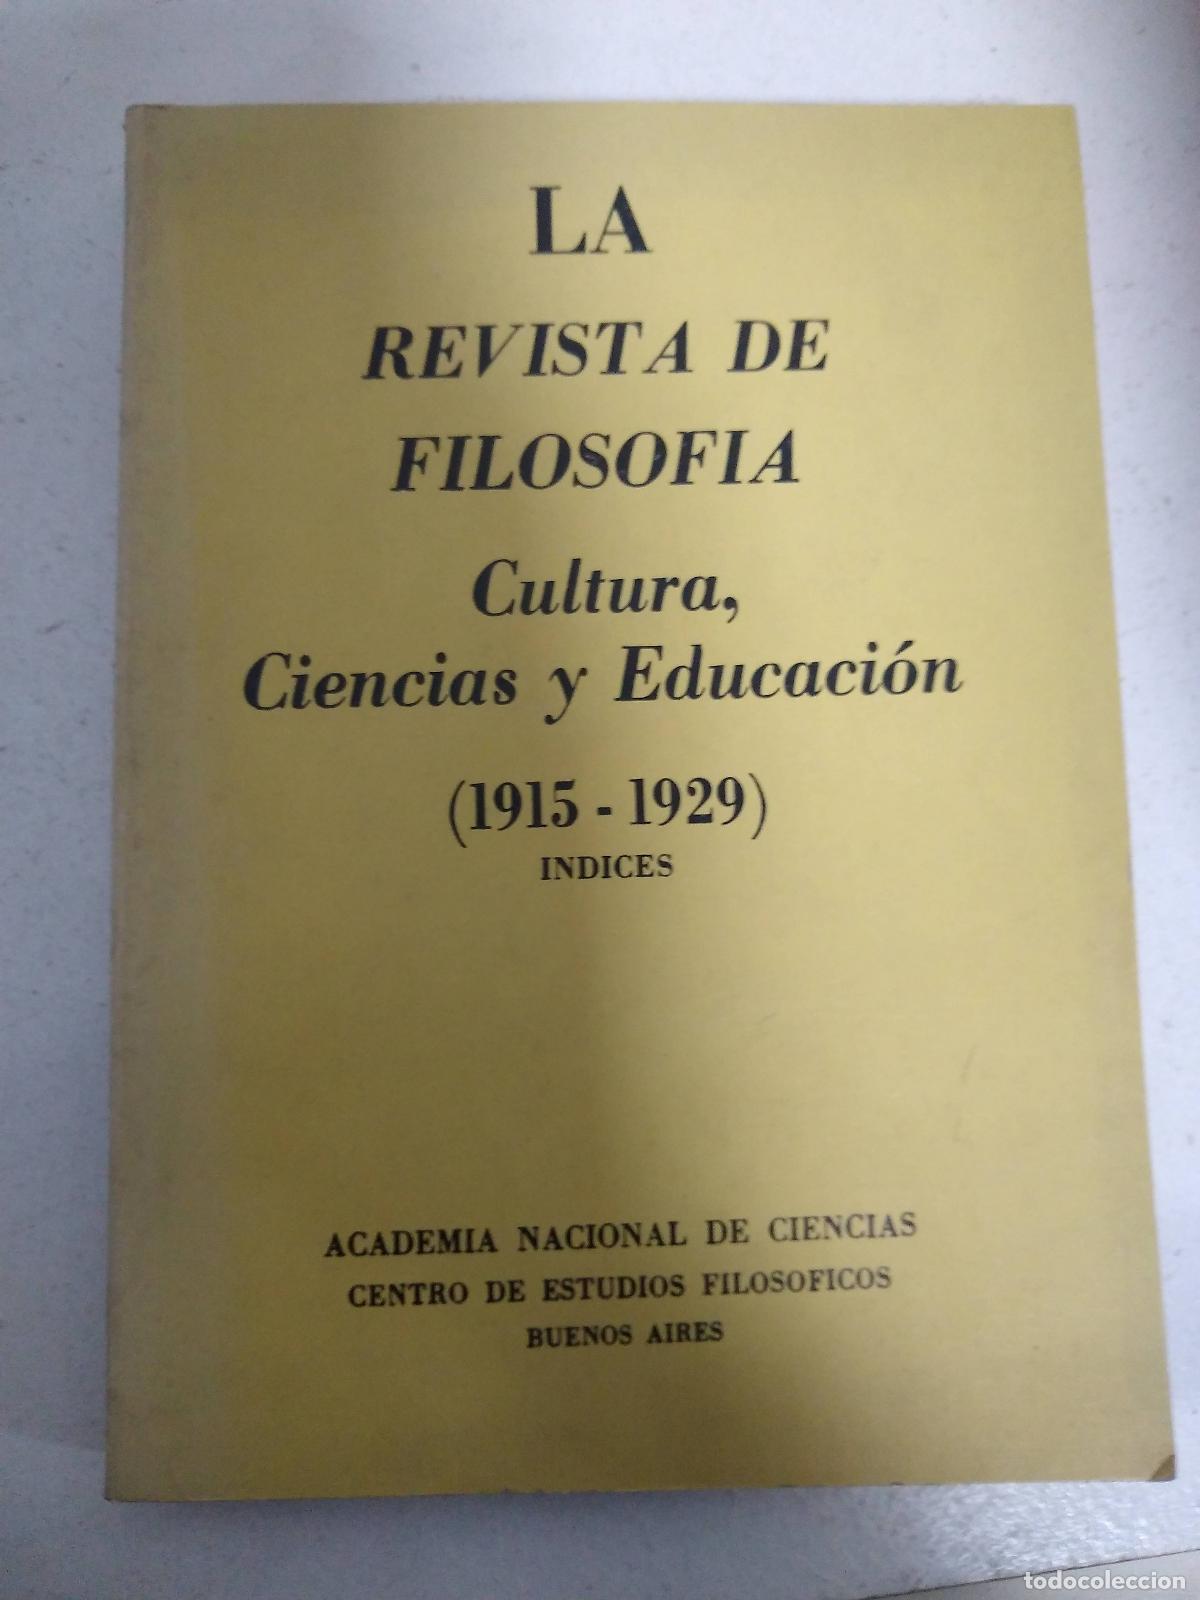 LA
REVISTA DE
FILOSOFIA
Cultura,
Ciencias y Educación
(1915 - 1929)
INDICES
ACADEMIA NACIONAL DE CIENCIAS
CENTRO DE ESTUDIOS FILOSOFICOS
BUENOS AIRES
todocoleccion